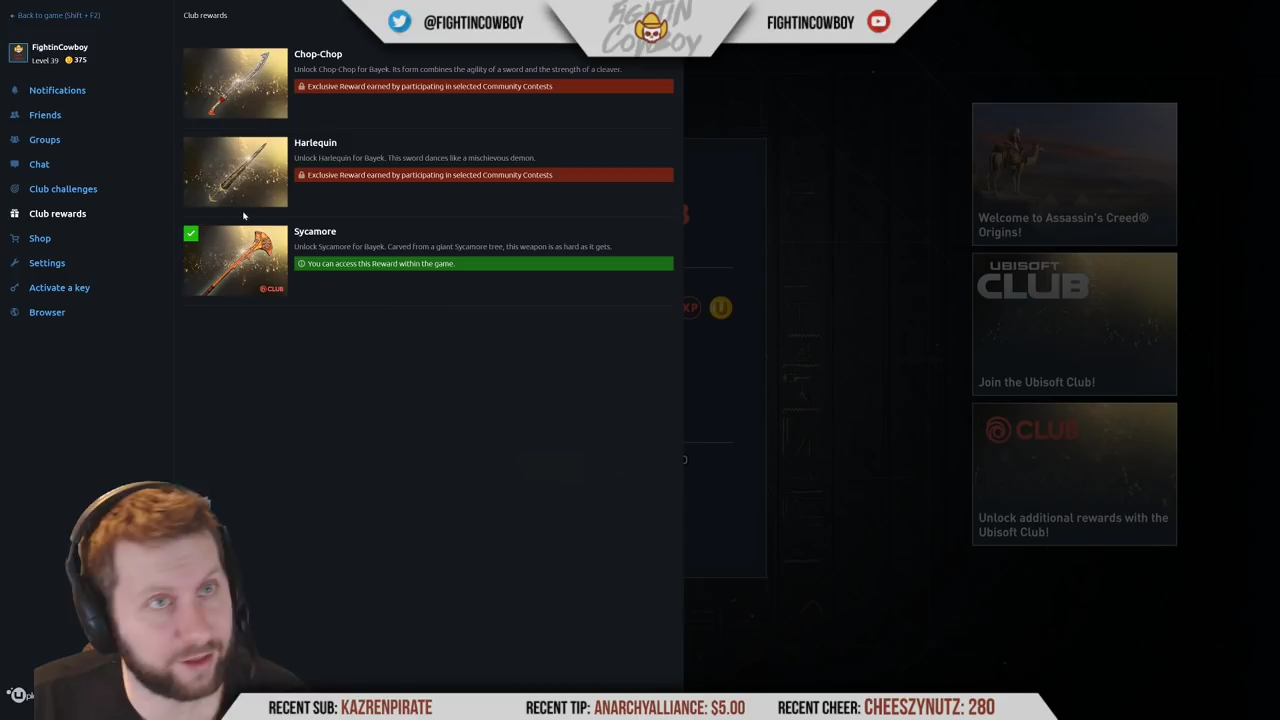 Back to game (Shift + F2)
FightinCowboy
Level 39 375
Notifications
Friends
Groups
Chat
Club challenges
Club rewards
Shop
Settings
Activate a key
Browser
Club rewards
Chop-Chop
Unlock Chop-Chop for Bayek. Its form combines the agility of a sword and the strength of a cleaver.
Exclusive Reward earned by participating in selected Community Contests
Harlequin
Unlock Harlequin for Bayek. This sword dances like a mischievous demon.
Exclusive Reward earned by participating in selected Community Contests
Sycamore
Unlock Sycamore for Bayek. Carved from a giant Sycamore tree, this weapon is as hard as it gets.
You can access this Reward within the game.
CLUB
@FIGHTINCOWBOY
FIGHTIN
COWBOY
FIGHTINCOWBOY
XP
Welcome to Assassin's Creed®
Origins!
UBISOFT
CLUB
Join the Ubisoft Club!
CLUB
Unlock additional rewards with the
Ubisoft Club!
RECENT SUB: KAZRENPIRATE
RECENT TIP: ANARCHYALLIANCE: $5.00
RECENT CHEER: CHEESZYNUTZ: 280